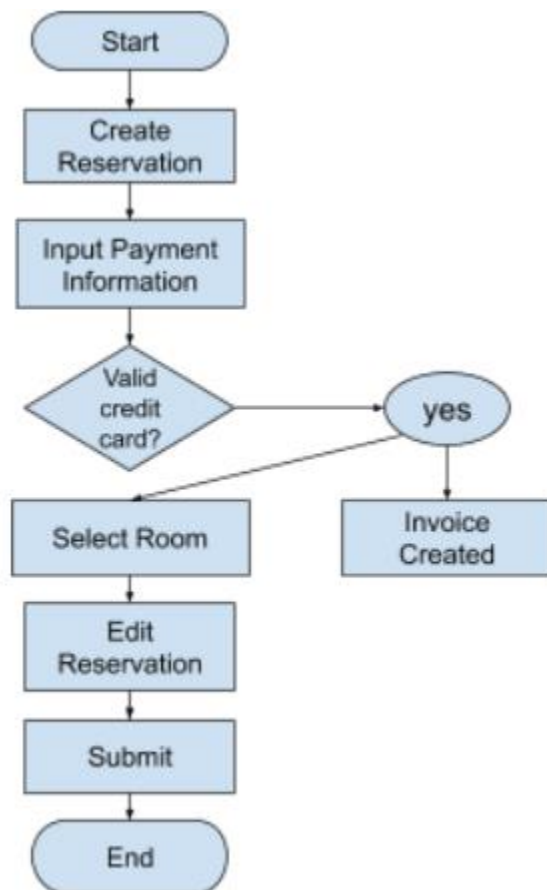 Start
Create
Reservation
Input Payment
Information
Valid
credit
card?
yes
Select Room
Invoice
Created
Edit
Reservation
Submit
End